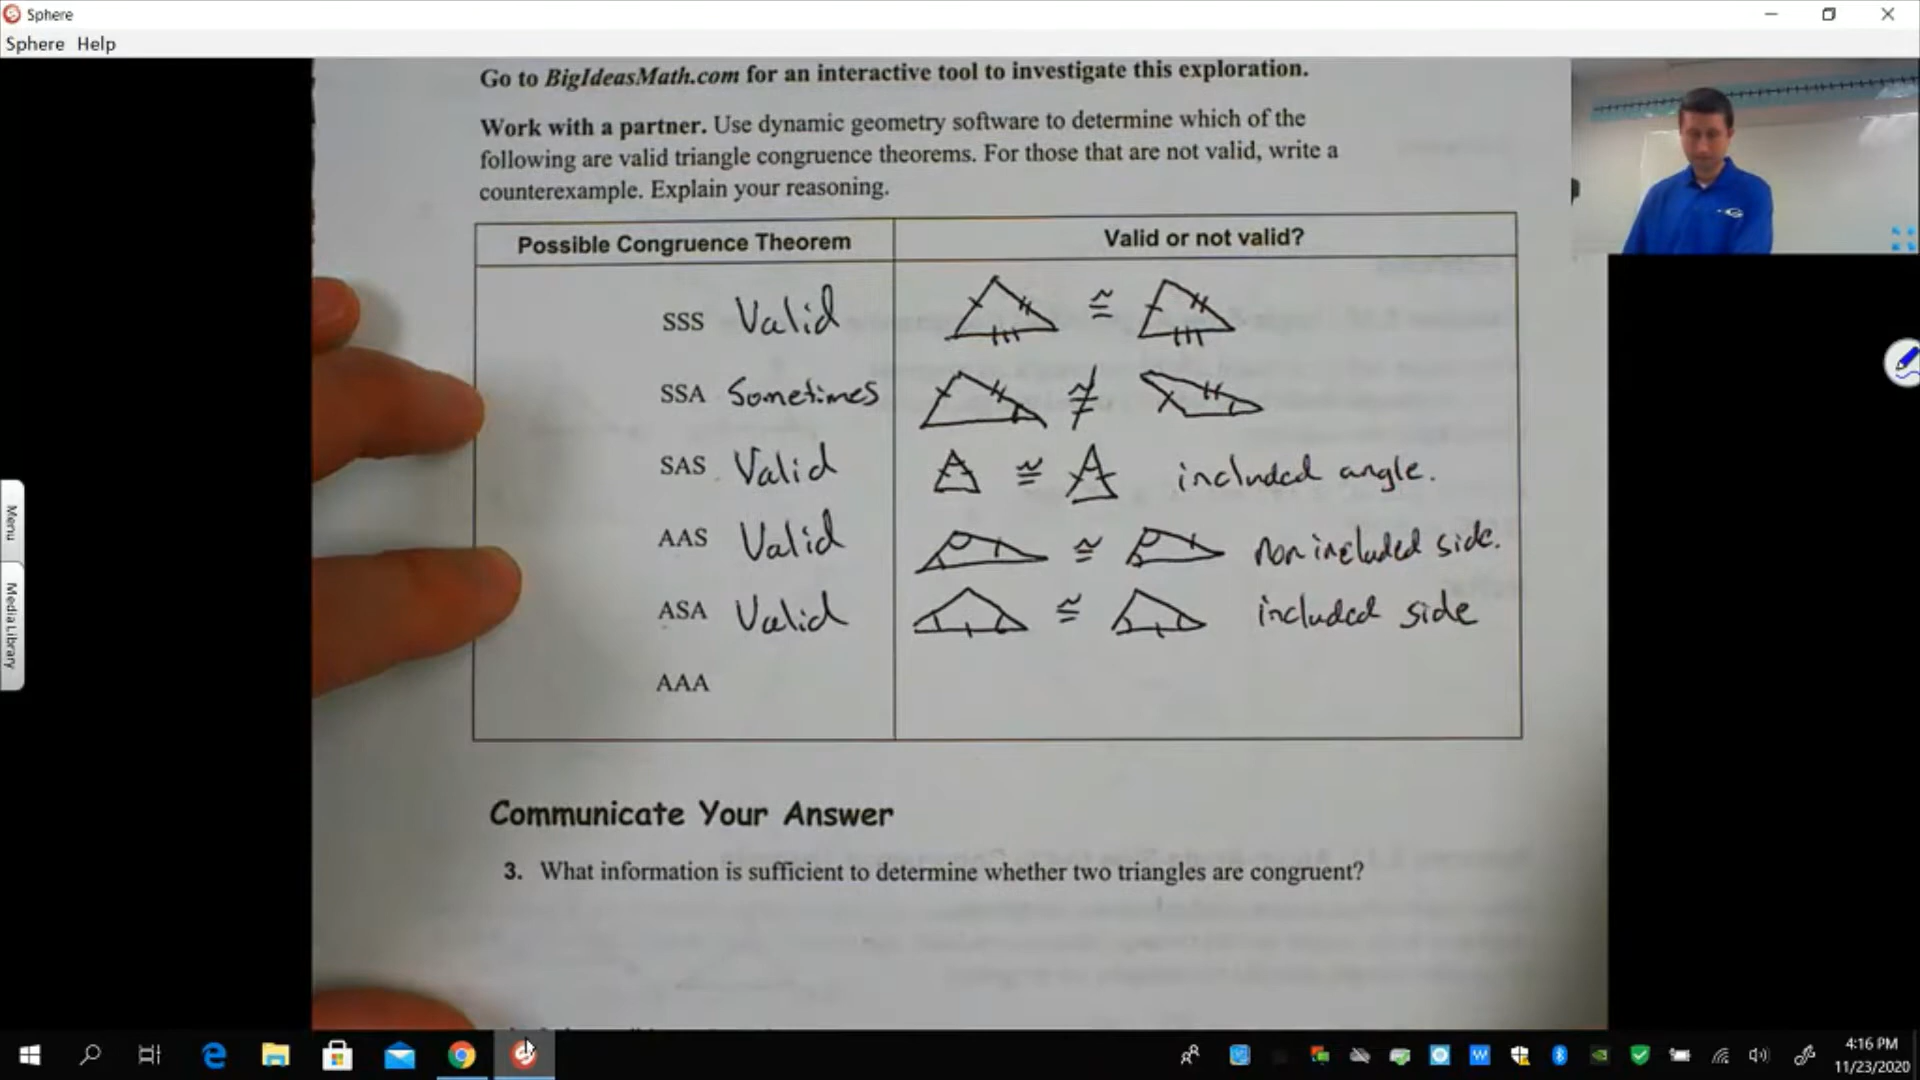 Sphere
Sphere Help
Go to BigIdeasMath.com for an interactive tool to investigate this exploration.
Work with a partner. Use dynamic geometry software to determine which of the
following are valid triangle congruence theorems. For those that are not valid, write a
counterexample. Explain your reasoning.
Possible Congruence Theorem Valid or not valid?
SSS Valid ≅
SSA Sometimes ≇
SAS Valid ≅ included angle.
AAS Valid ≅ non included side.
ASA Valid ≅ included side
AAA
Communicate Your Answer
3. What information is sufficient to determine whether two triangles are congruent?
Menu
Media Library
4:16 PM
11/23/2020